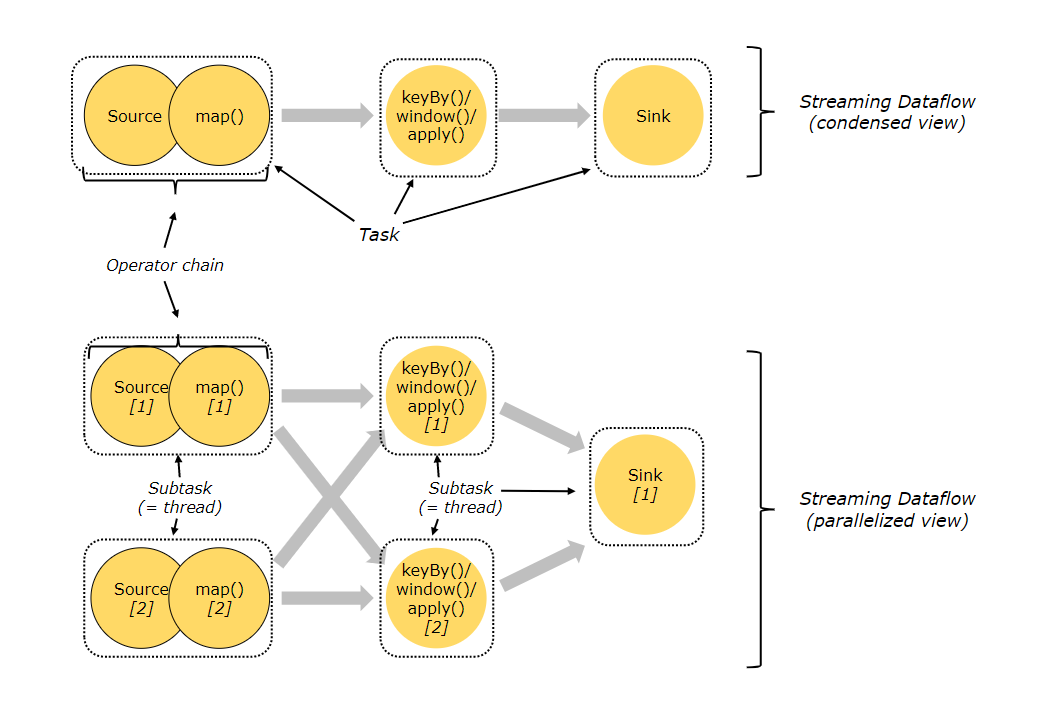 Source
map()
keyBy()/
window()/
apply()
Sink
Streaming Dataflow
(condensed view)
Task
Operator chain
Source
[1]
map()
[1]
keyBy()/
window()/
apply()
[1]
Subtask
(= thread)
Subtask
(= thread)
Sink
[1]
Streaming Dataflow
(parallelized view)
Source
[2]
map()
[2]
keyBy()/
window()/
apply()
[2]